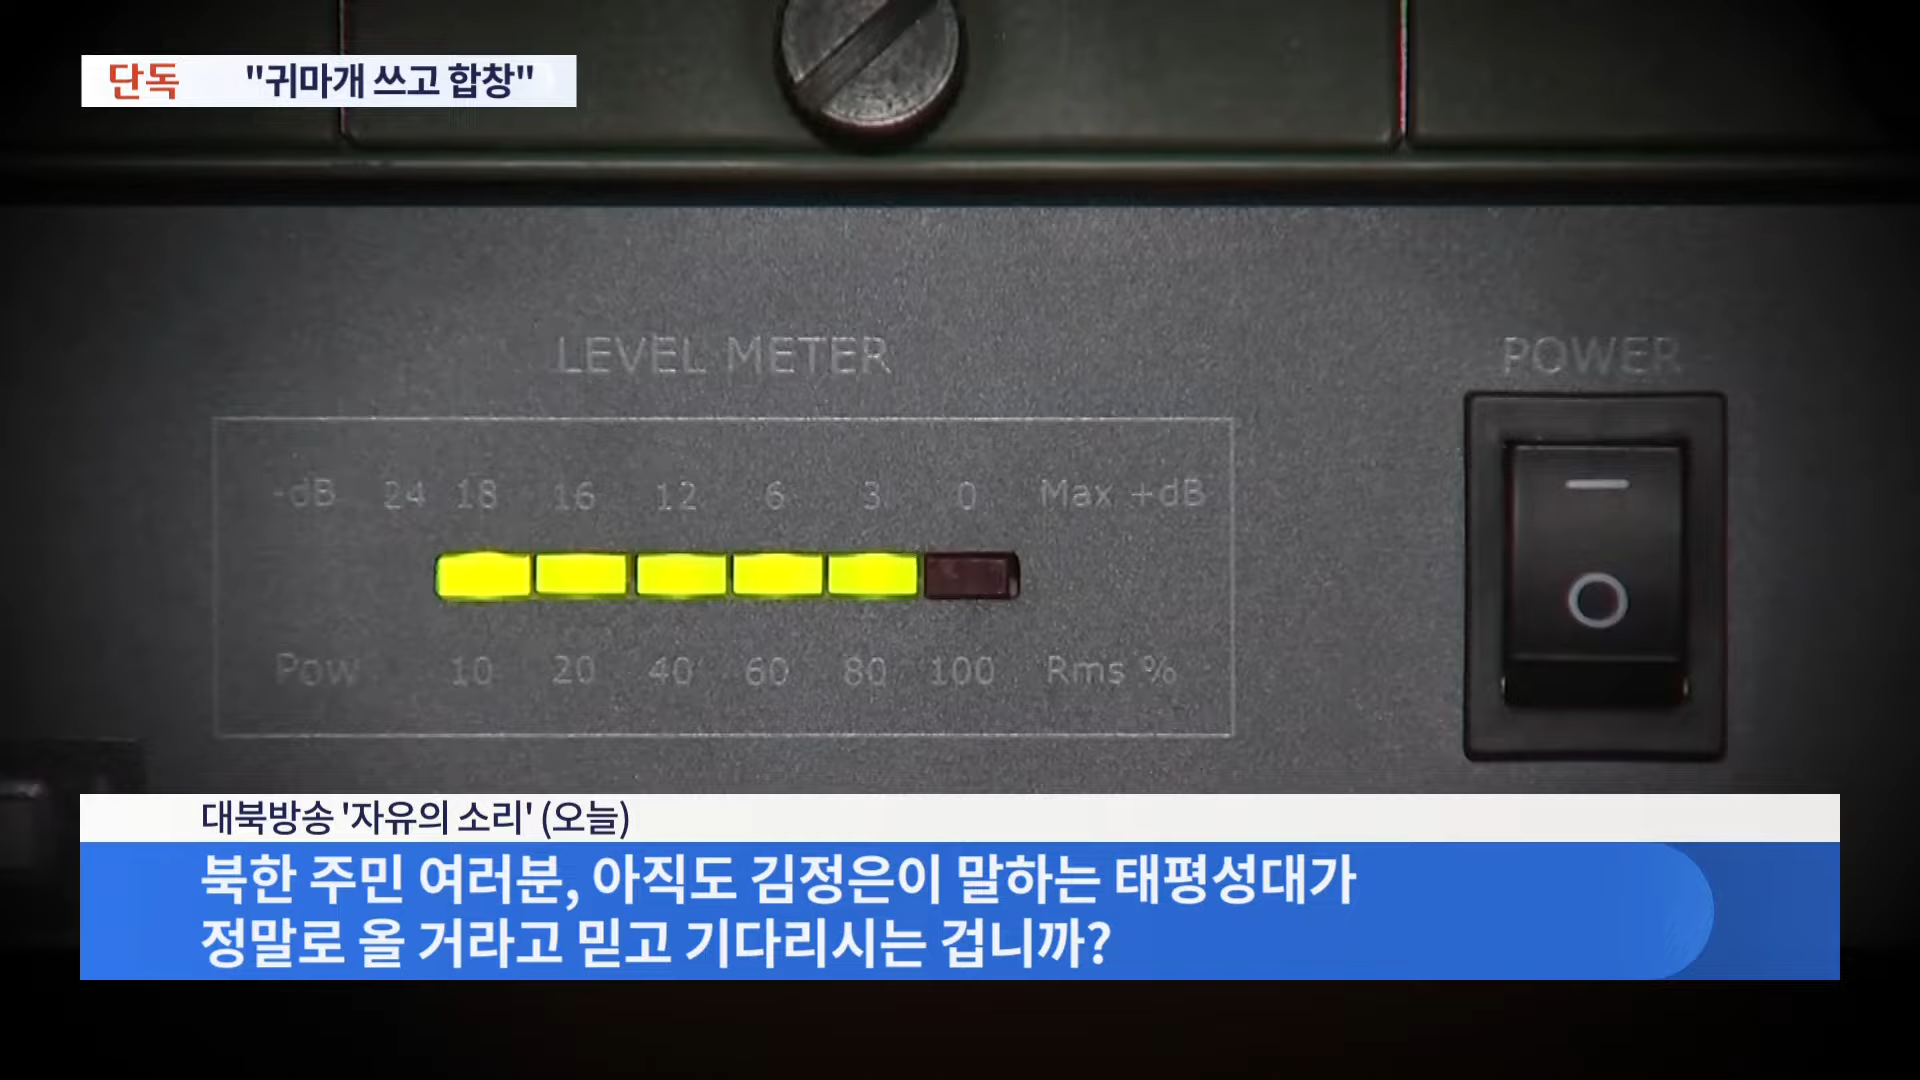 단독 "귀마개 쓰고 합창"
LEVEL METER
POWER
-dB 24 18 16 12 6 3 0 Max +dB
Pow 10 20 40 60 80 100 Rms %
대북방송 '자유의 소리' (오늘)
북한 주민 여러분, 아직도 김정은이 말하는 태평성대가
정말로 올 거라고 믿고 기다리시는 겁니까?